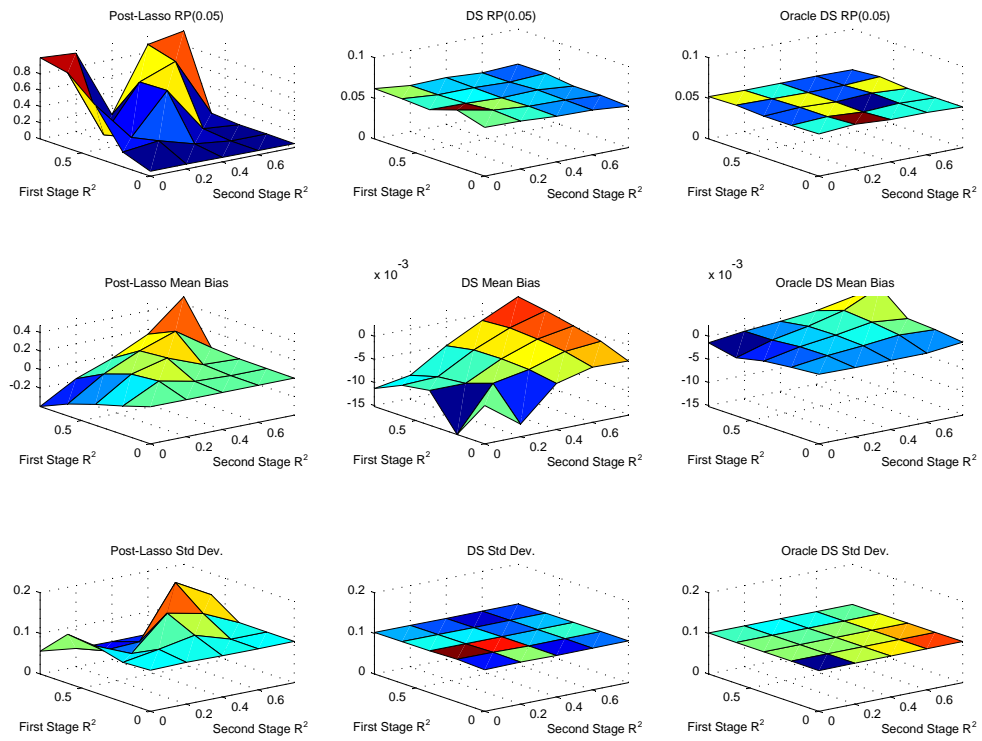 Post-Lasso RP(0.05)
0.8
0.6
0.4
0.2
0
0.5
0
0
0.2
0.4
0.6
First Stage R²
Second Stage R²
DS RP(0.05)
0.1
0.05
0
0.5
0
0
0.2
0.4
0.6
First Stage R²
Second Stage R²
Oracle DS RP(0.05)
0.1
0.05
0
0.5
0
0
0.2
0.4
0.6
First Stage R²
Second Stage R²
Post-Lasso Mean Bias
0.4
0.2
0
-0.2
0.5
0
0
0.2
0.4
0.6
First Stage R²
Second Stage R²
x 10⁻³
DS Mean Bias
0
-5
-10
-15
0.5
0
0
0.2
0.4
0.6
First Stage R²
Second Stage R²
x 10⁻³
Oracle DS Mean Bias
0
-5
-10
-15
0.5
0
0
0.2
0.4
0.6
First Stage R²
Second Stage R²
Post-Lasso Std Dev.
0.2
0.1
0
0.5
0
0
0.2
0.4
0.6
First Stage R²
Second Stage R²
DS Std Dev.
0.2
0.1
0
0.5
0
0
0.2
0.4
0.6
First Stage R²
Second Stage R²
Oracle DS Std Dev.
0.2
0.1
0
0.5
0
0
0.2
0.4
0.6
First Stage R²
Second Stage R²